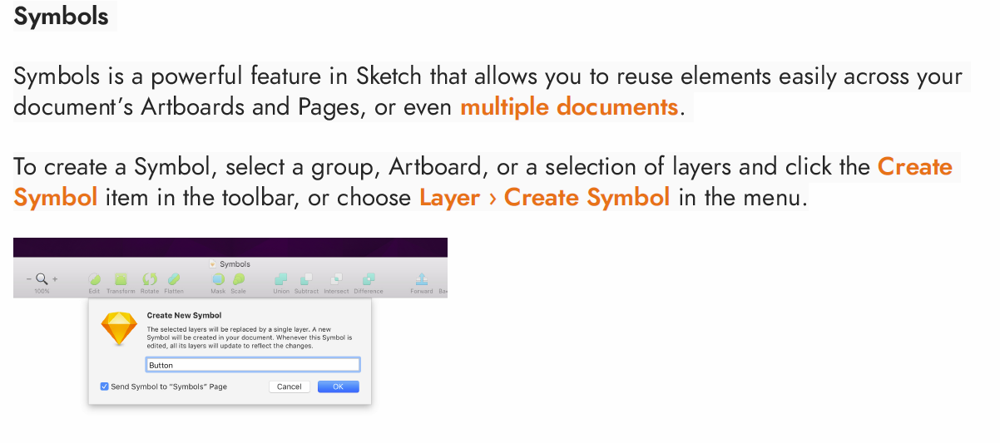 Symbols
Symbols is a powerful feature in Sketch that allows you to reuse elements easily across your
document’s Artboards and Pages, or even multiple documents.
To create a Symbol, select a group, Artboard, or a selection of layers and click the Create
Symbol item in the toolbar, or choose Layer › Create Symbol in the menu.
Symbols
− +
100% Edit Transform Rotate Flatten Mask Scale Union Subtract Intersect Difference Forward Ba
Create New Symbol
The selected layers will be replaced by a single layer. A new
Symbol will be created in your document. Whenever this Symbol is
edited, all its layers will update to reflect the changes.
Button
Send Symbol to “Symbols” Page Cancel OK